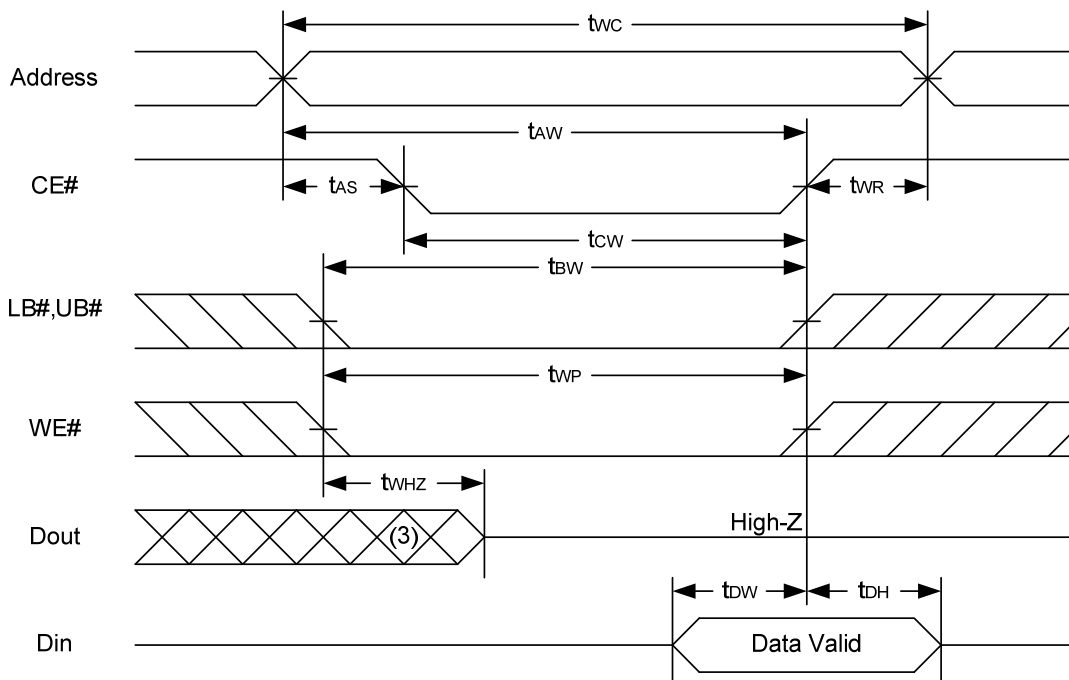 tWC
Address
tAW
CE#
tAS
tWR
tCW
tBW
LB#,UB#
tWP
WE#
tWHZ
Dout
(3)
High-Z
tDW
tDH
Din
Data Valid